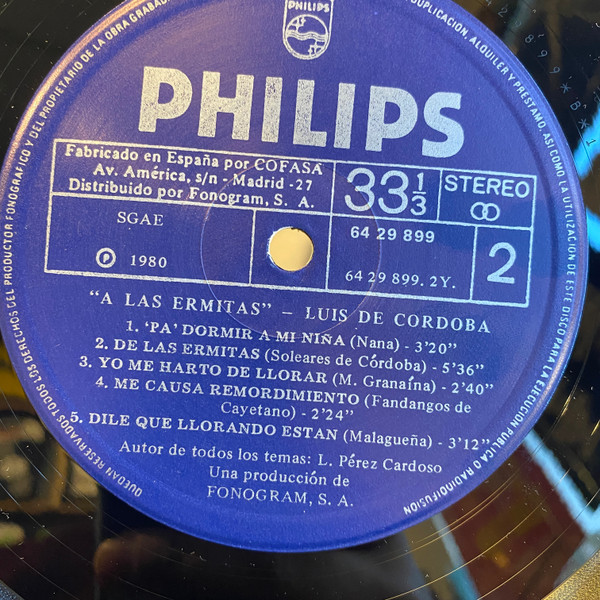 PHILIPS
PHILIPS
Fabricado en España por COFASA
Av. América, s/n - Madrid -27
Distribuido por Fonogram, S. A.
33 1/3
STEREO
SGAE
℗ 1980
64 29 899
64 29 899. 2Y.
2
"A LAS ERMITAS" – LUIS DE CORDOBA
1. 'PA' DORMIR A MI NIÑA (Nana) - 3'20"
2. DE LAS ERMITAS (Soleares de Córdoba) - 5'36"
3. YO ME HARTO DE LLORAR (M. Granaína) - 2'40"
4. ME CAUSA REMORDIMIENTO (Fandangos de
Cayetano) - 2'24"
5. DILE QUE LLORANDO ESTAN (Malagueña) - 3'12"
Autor de todos los temas: L. Pérez Cardoso
Una producción de
FONOGRAM, S. A.
QUEDAN RESERVADOS TODOS LOS DERECHOS DEL PRODUCTOR FONOGRAFICO Y DEL PROPIETARIO DE LA OBRA GRABADA
DUPLICACION, ALQUILER Y PRESTAMO, ASI COMO LA UTILIZACION DE ESTE DISCO PARA LA EJECUCION PUBLICA O RADIODIFUSION